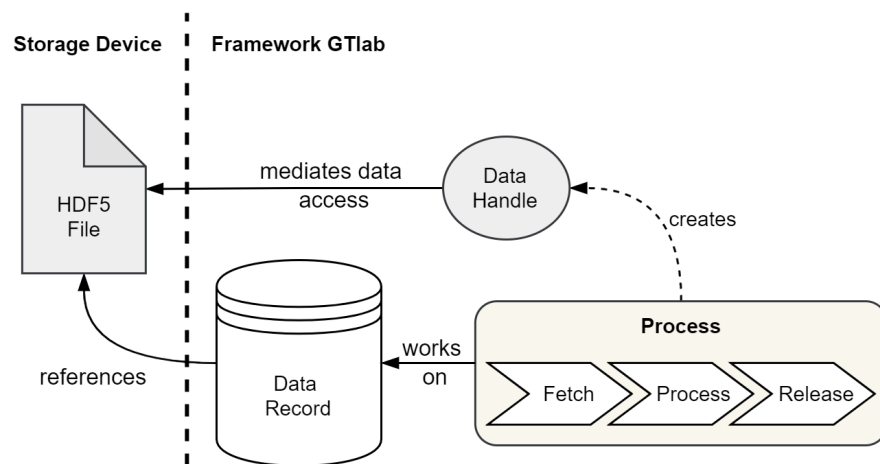 Storage Device
Framework GTlab
HDF5
File
mediates data
access
Data
Handle
creates
references
Data
Record
works
on
Process
Fetch
Process
Release